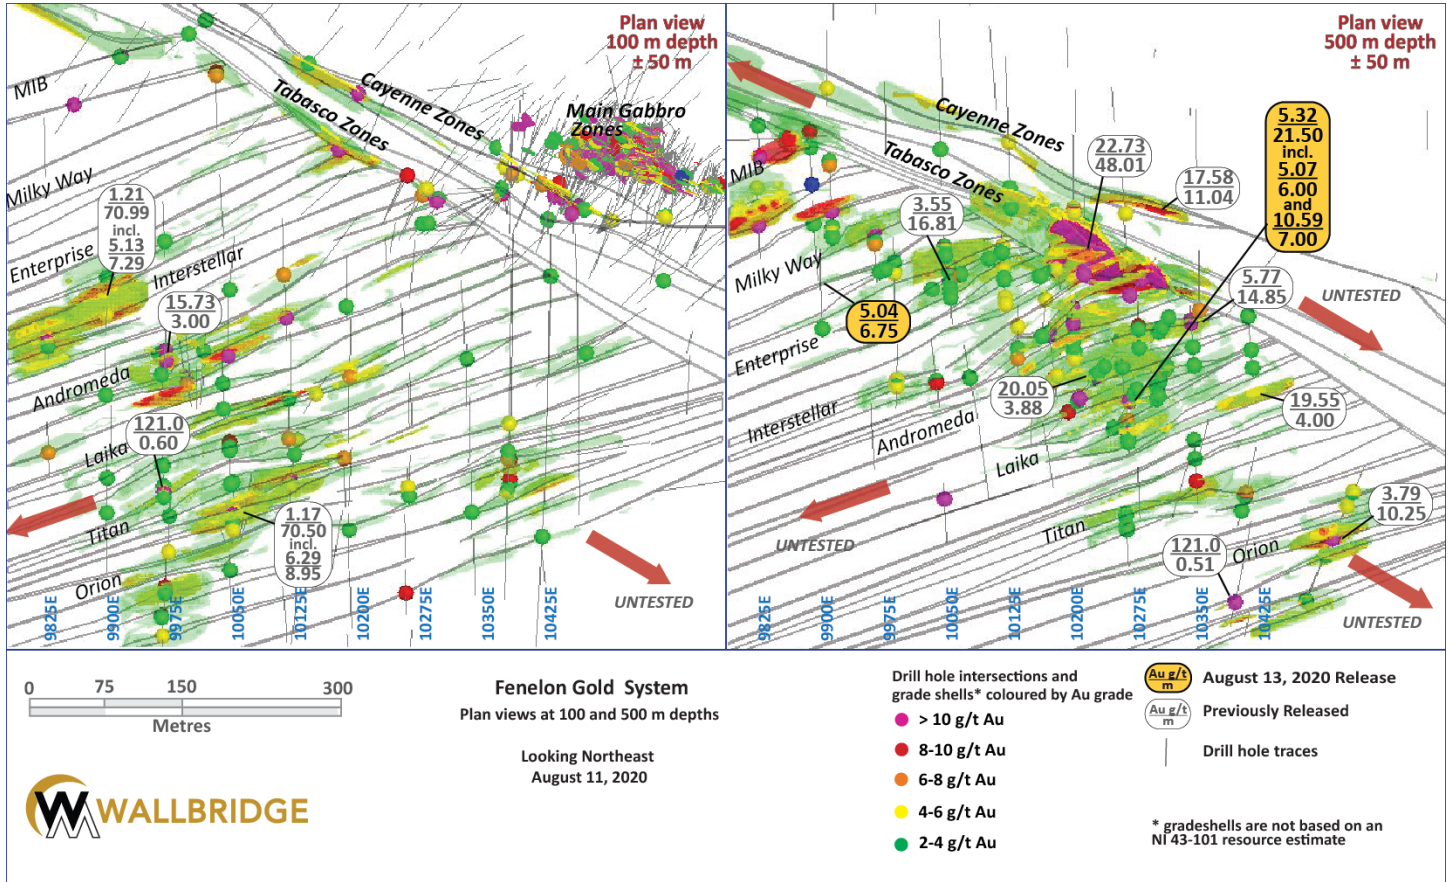 Plan view
100 m depth
± 50 m
MIB
Cayenne Zones
Tabasco Zones
Main Gabbro
Zones
Milky Way
1.21
70.99
incl.
5.13
7.29
Enterprise
Interstellar
15.73
3.00
Andromeda
121.0
0.60
Laika
Titan
1.17
70.50
incl.
6.29
8.95
Orion
UNTESTED
9825E
9900E
9975E
10050E
10125E
10200E
10275E
10350E
10425E
Plan view
500 m depth
± 50 m
Cayenne Zones
Tabasco Zones
MIB
22.73
48.01
17.58
11.04
5.32
21.50
incl.
5.07
6.00
and
10.59
7.00
3.55
16.81
Milky Way
5.04
6.75
5.77
14.85
UNTESTED
Enterprise
20.05
3.88
19.55
4.00
Interstellar
Andromeda
Laika
UNTESTED
Titan
3.79
10.25
121.0
0.51
Orion
UNTESTED
9825E
9900E
9975E
10050E
10125E
10200E
10275E
10350E
10425E
0 75 150 300
Metres
WALLBRIDGE
Fenelon Gold System
Plan views at 100 and 500 m depths
Looking Northeast
August 11, 2020
Drill hole intersections and
grade shells* coloured by Au grade
> 10 g/t Au
8-10 g/t Au
6-8 g/t Au
4-6 g/t Au
2-4 g/t Au
Au g/t
m
August 13, 2020 Release
Au g/t
m
Previously Released
Drill hole traces
* gradeshells are not based on an
NI 43-101 resource estimate